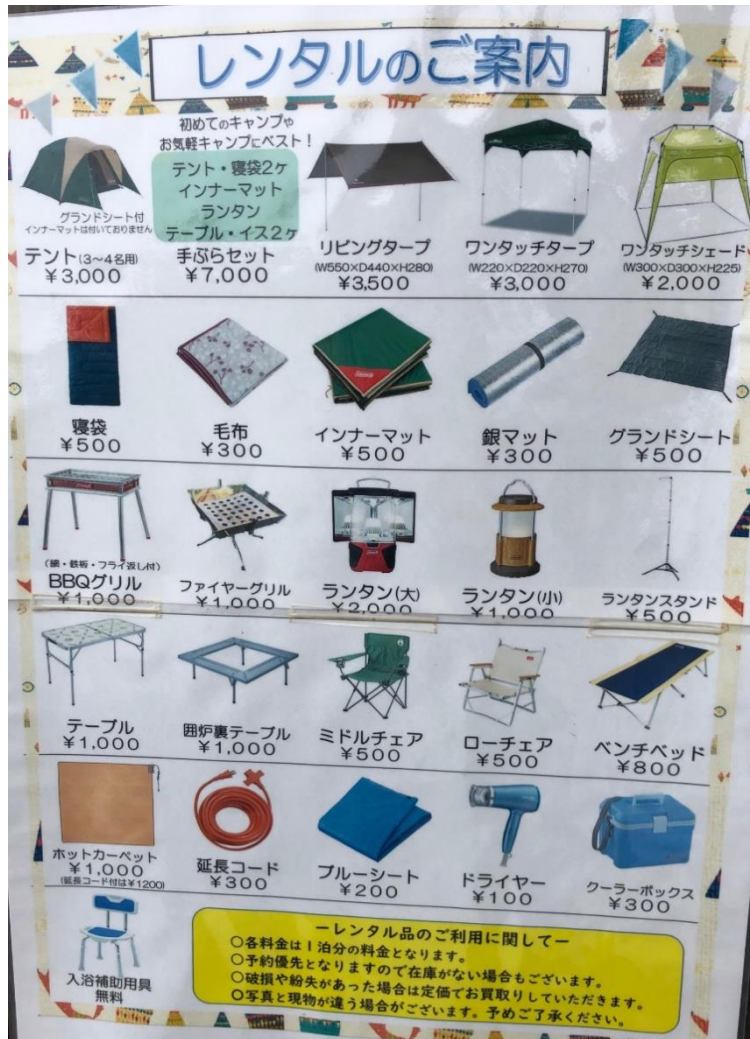 レンタルのご案内
初めてのキャンプや
お気軽キャンプにベスト!
テント・寝袋2ヶ
インナーマット
ランタン
テーブル・イス2ヶ
グランドシート付
インナーマットは付いておりません
テント(3〜4名用)
¥3,000
手ぶらセット
¥7,000
リビングタープ
(W550×D440×H280)
¥3,500
ワンタッチタープ
(W220×D220×H270)
¥3,000
ワンタッチシェード
(W300×D300×H225)
¥2,000
寝袋
¥500
毛布
¥300
インナーマット
¥500
銀マット
¥300
グランドシート
¥500
(網・鉄板・フライ返し付)
BBQグリル
¥1,000
ファイヤーグリル
¥1,000
ランタン(大)
¥2,000
ランタン(小)
¥1,000
ランタンスタンド
¥500
テーブル
¥1,000
囲炉裏テーブル
¥1,000
ミドルチェア
¥500
ローチェア
¥500
ベンチベッド
¥800
ホットカーペット
¥1,000
(延長コード付は¥1200)
延長コード
¥300
ブルーシート
¥200
ドライヤー
¥100
クーラーボックス
¥300
入浴補助用具
無料
ーレンタル品のご利用に関してー
○各料金は1泊分の料金となります。
○予約優先となりますので在庫がない場合もございます。
○破損や紛失があった場合は定価でお買取りしていただきます。
○写真と現物が違う場合がございます。予めご了承ください。